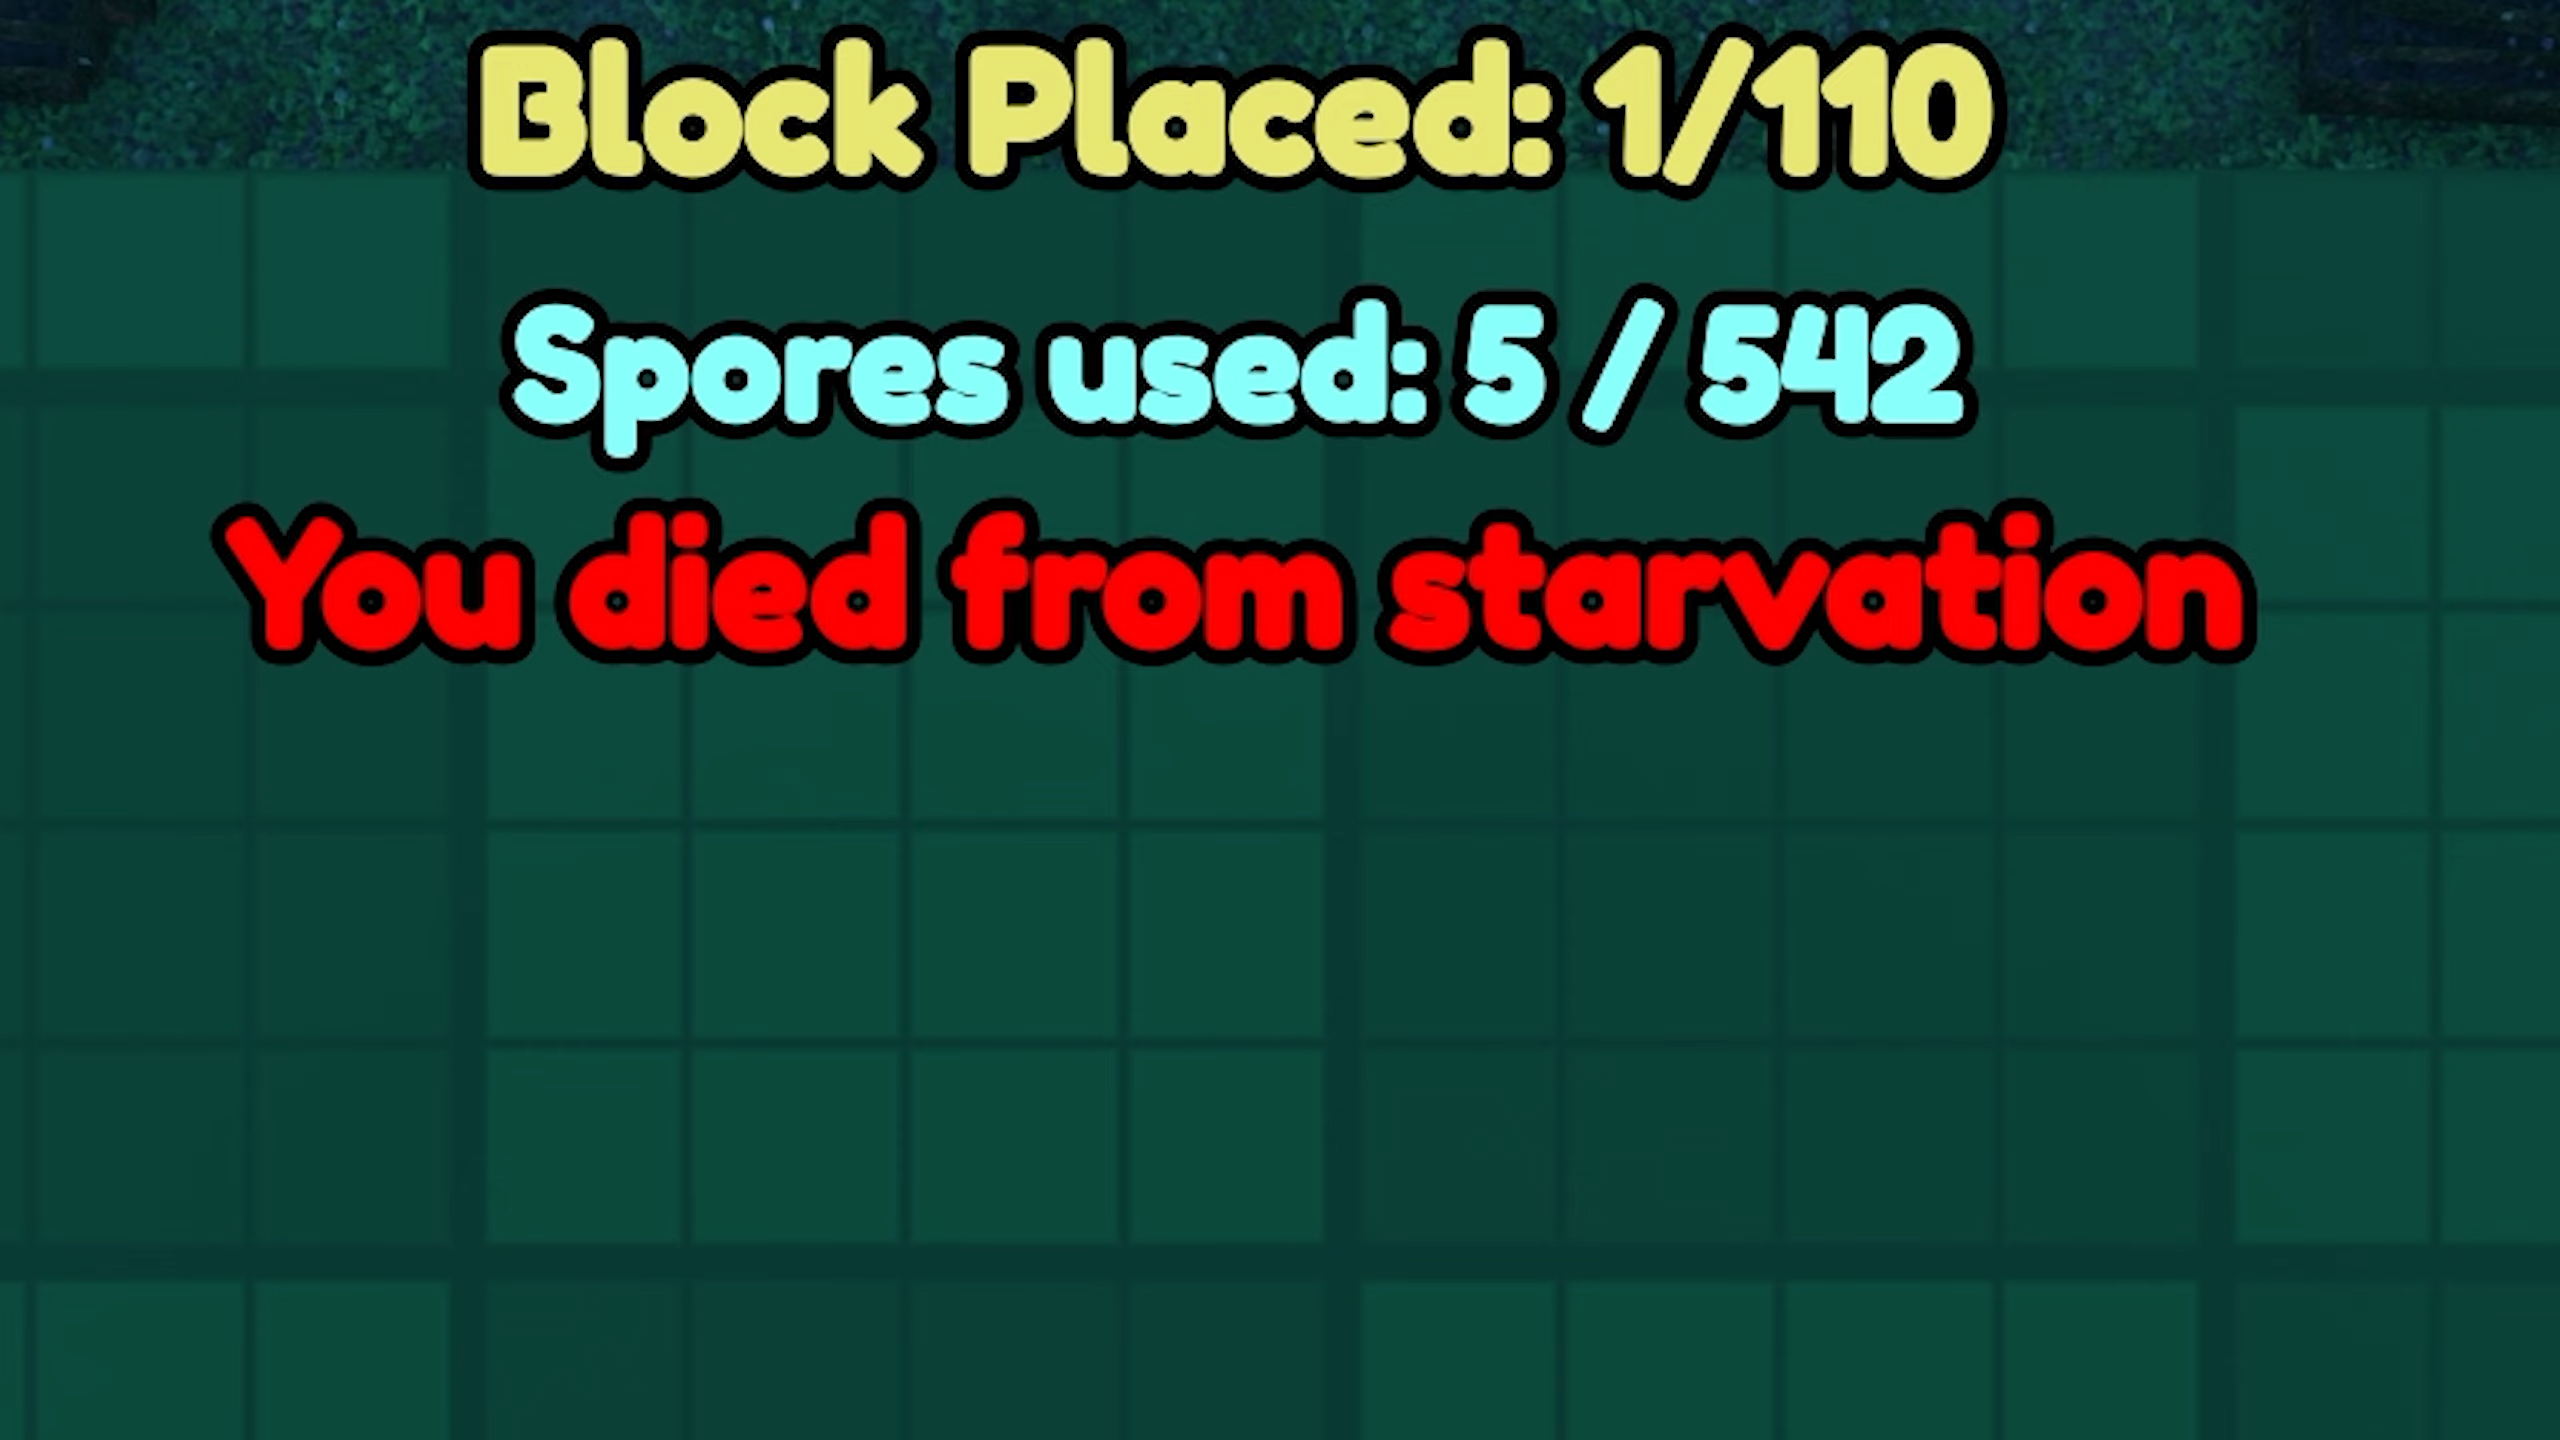 Block Placed: 1/110
Spores used: 5 / 542
You died from starvation